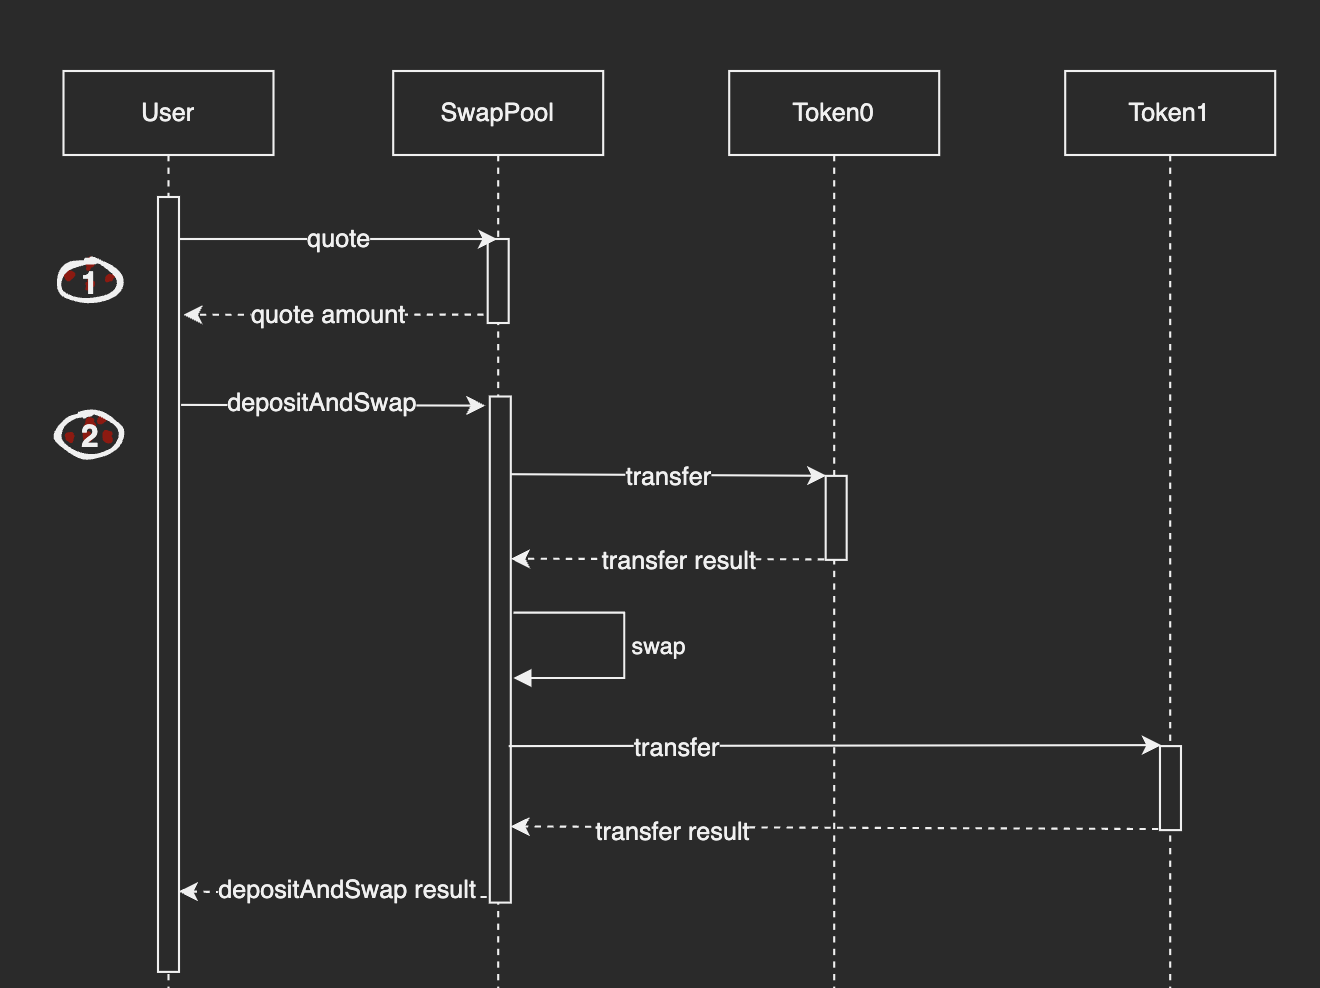 User
SwapPool
Token0
Token1
quote
1
quote amount
depositAndSwap
2
transfer
transfer result
swap
transfer
transfer result
depositAndSwap result